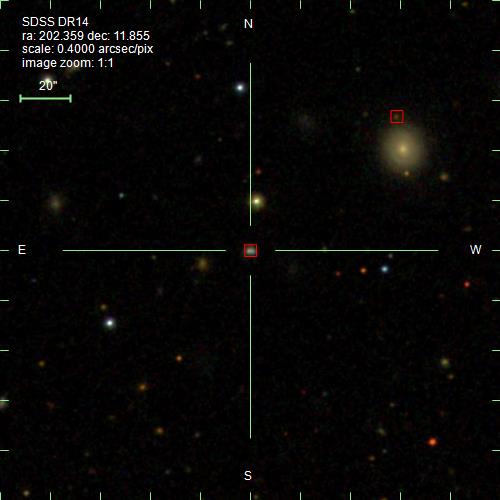 SDSS DR14
ra: 202.359 dec: 11.855
scale: 0.4000 arcsec/pix
image zoom: 1:1
20"
N
E
W
S